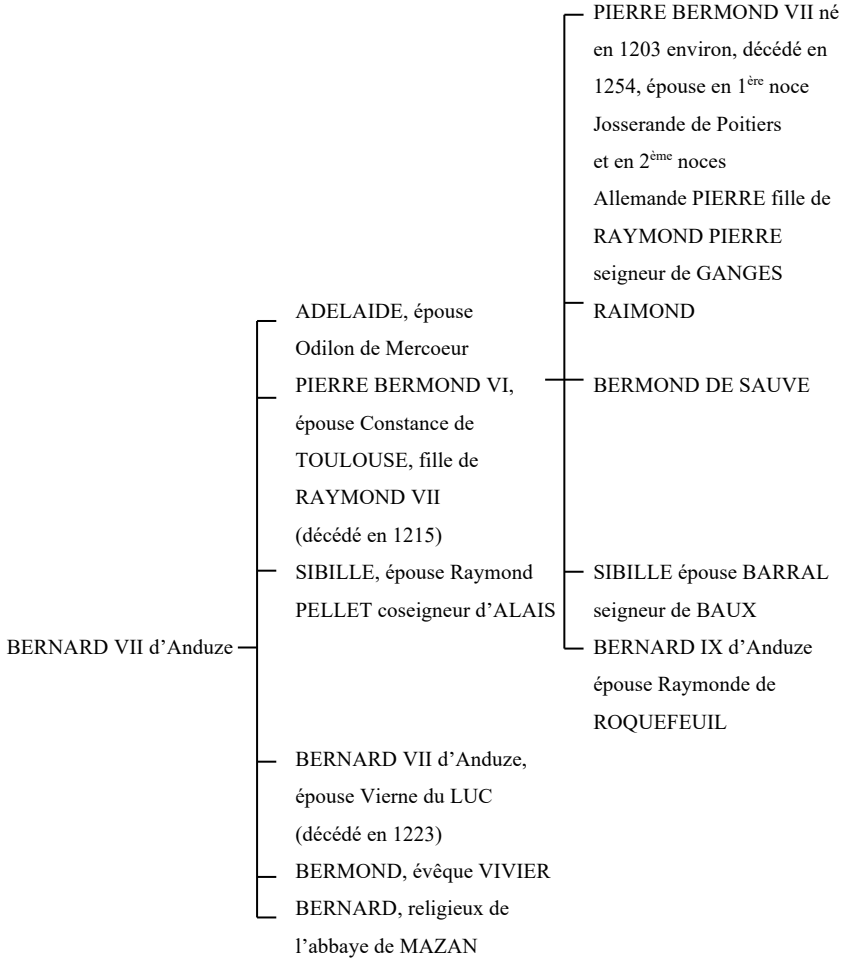 BERNARD VII d'Anduze
ADELAIDE, épouse
Odilon de Mercoeur
PIERRE BERMOND VI,
épouse Constance de
TOULOUSE, fille de
RAYMOND VII
(décédé en 1215)
SIBILLE, épouse Raymond
PELLET coseigneur d'ALAIS
BERNARD VII d'Anduze,
épouse Vierne du LUC
(décédé en 1223)
BERMOND, évêque VIVIER
BERNARD, religieux de
l'abbaye de MAZAN
PIERRE BERMOND VII né
en 1203 environ, décédé en
1254, épouse en 1ère noce
Josserande de Poitiers
et en 2ème noces
Allemande PIERRE fille de
RAYMOND PIERRE
seigneur de GANGES
RAIMOND
BERMOND DE SAUVE
SIBILLE épouse BARRAL
seigneur de BAUX
BERNARD IX d'Anduze
épouse Raymonde de
ROQUEFEUIL